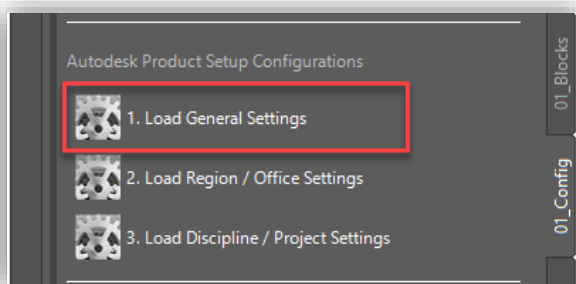 Autodesk Product Setup Configurations
1. Load General Settings
2. Load Region / Office Settings
3. Load Discipline / Project Settings
01_Blocks
01_Config